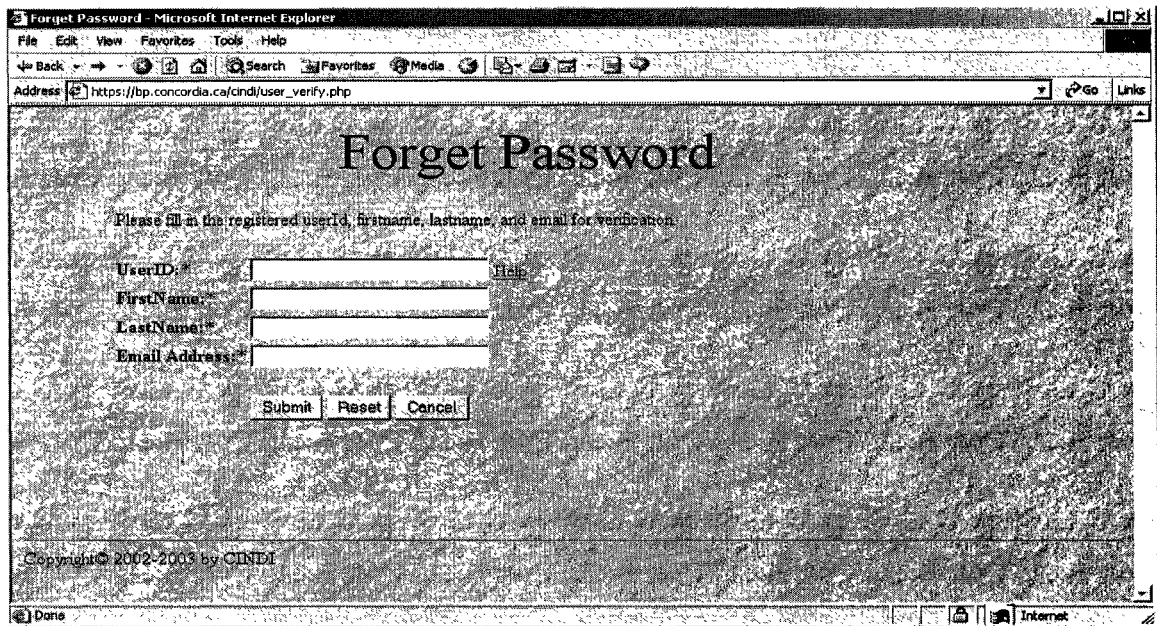 Forget Password - Microsoft Internet Explorer
File Edit View Favorites Tools Help
Back Search Favorites Media
Address https://bp.concordia.ca/cindi/user_verify.php Go Links
Forget Password
Please fill in the registered userId, firstname, lastname, and email for verification
UserID:* Help
FirstName:*
LastName:*
Email Address:*
Submit Reset Cancel
Copyright© 2002-2003 by CINDI
Done Internet